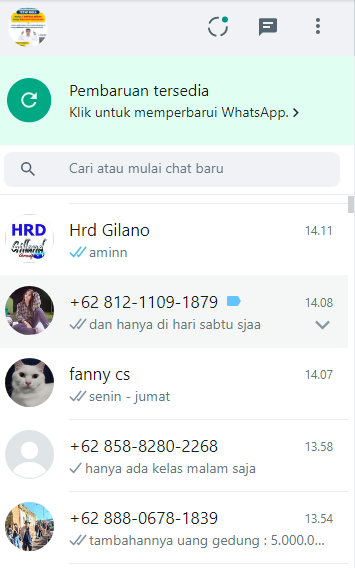 Pembaruan tersedia
Klik untuk memperbarui WhatsApp.
Cari atau mulai chat baru
HRD
Hrd Gilano 14.11
aminn
+62 812-1109-1879 14.08
dan hanya di hari sabtu sjaa
fanny cs 14.07
senin - jumat
+62 858-8280-2268 13.58
hanya ada kelas malam saja
+62 888-0678-1839 13.54
tambahannya uang gedung : 5.000.0...